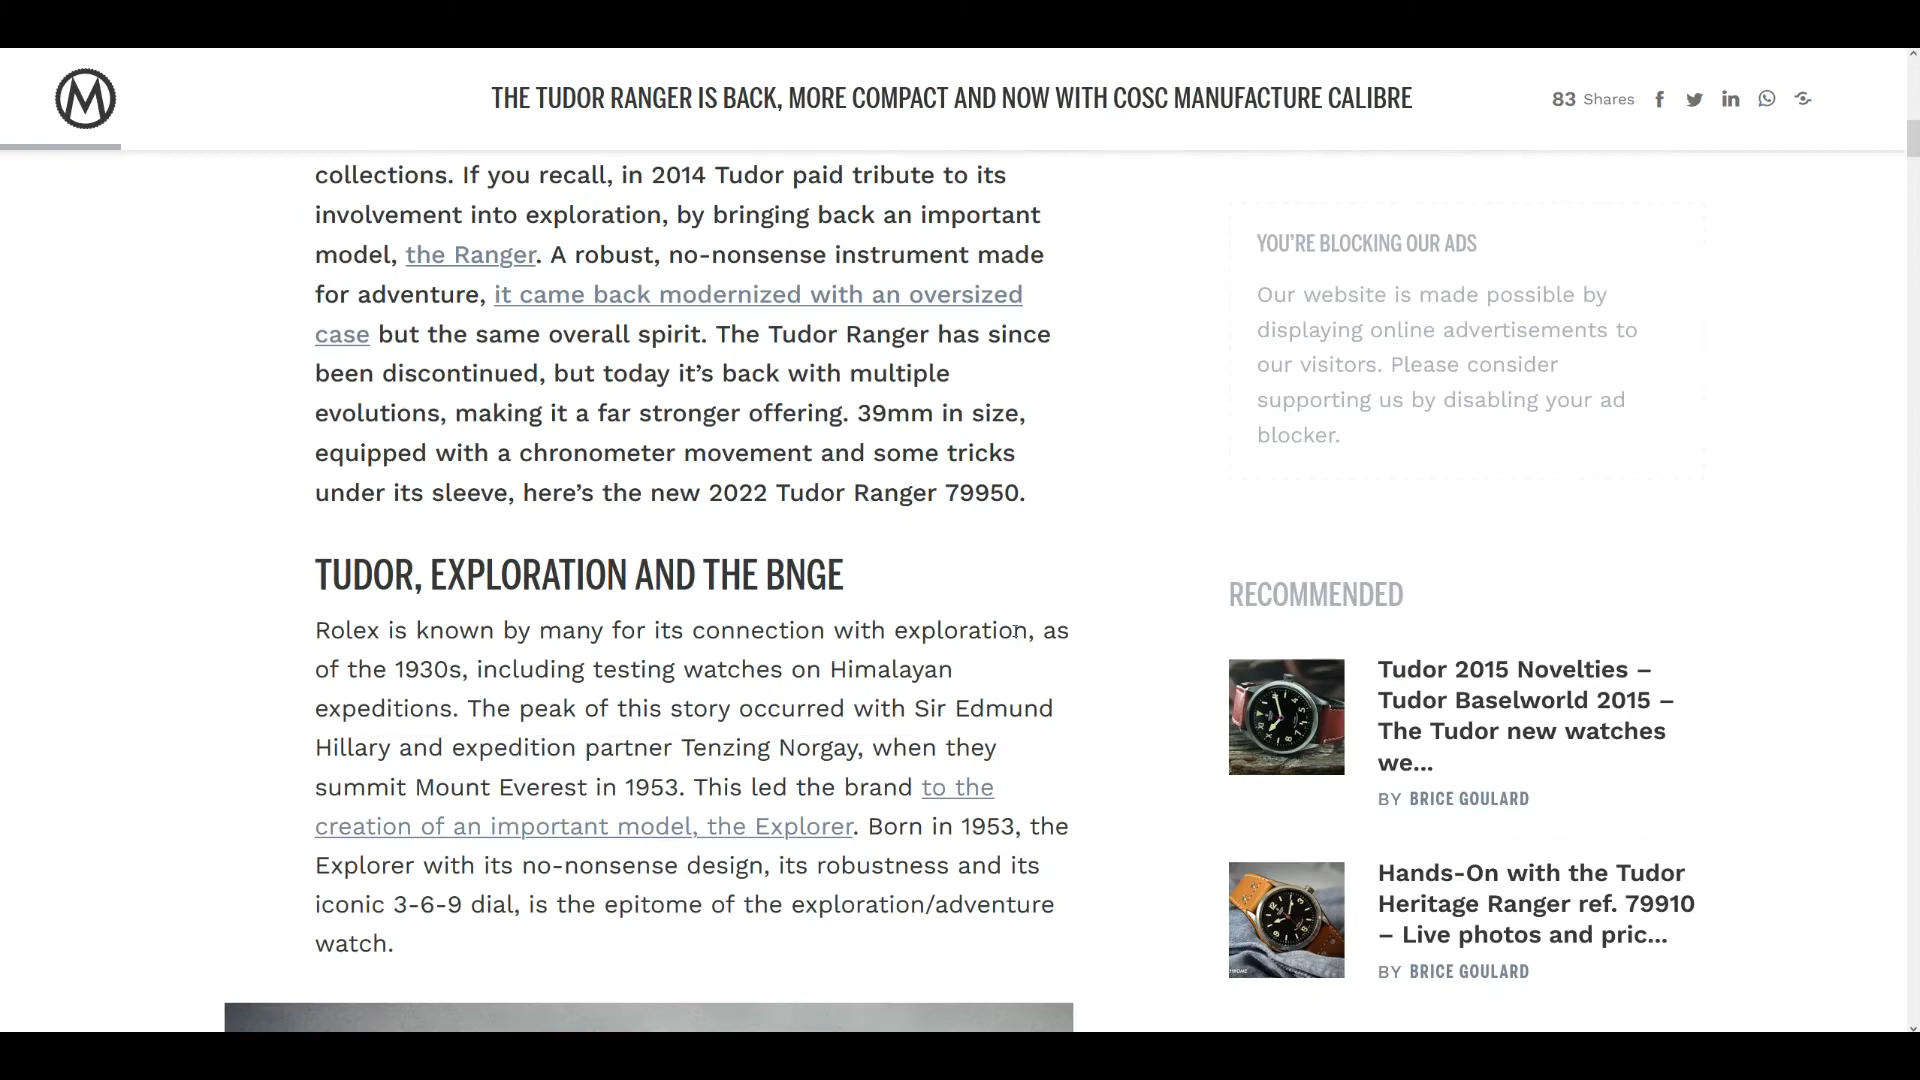 M
THE TUDOR RANGER IS BACK, MORE COMPACT AND NOW WITH COSC MANUFACTURE CALIBRE
83 Shares
collections. If you recall, in 2014 Tudor paid tribute to its
involvement into exploration, by bringing back an important
model, the Ranger. A robust, no-nonsense instrument made
for adventure, it came back modernized with an oversized
case but the same overall spirit. The Tudor Ranger has since
been discontinued, but today it’s back with multiple
evolutions, making it a far stronger offering. 39mm in size,
equipped with a chronometer movement and some tricks
under its sleeve, here’s the new 2022 Tudor Ranger 79950.
TUDOR, EXPLORATION AND THE BNGE
Rolex is known by many for its connection with exploration, as
of the 1930s, including testing watches on Himalayan
expeditions. The peak of this story occurred with Sir Edmund
Hillary and expedition partner Tenzing Norgay, when they
summit Mount Everest in 1953. This led the brand to the
creation of an important model, the Explorer. Born in 1953, the
Explorer with its no-nonsense design, its robustness and its
iconic 3-6-9 dial, is the epitome of the exploration/adventure
watch.
YOU’RE BLOCKING OUR ADS
Our website is made possible by
displaying online advertisements to
our visitors. Please consider
supporting us by disabling your ad
blocker.
RECOMMENDED
Tudor 2015 Novelties –
Tudor Baselworld 2015 –
The Tudor new watches
we...
BY BRICE GOULARD
Hands-On with the Tudor
Heritage Ranger ref. 79910
– Live photos and pric...
BY BRICE GOULARD